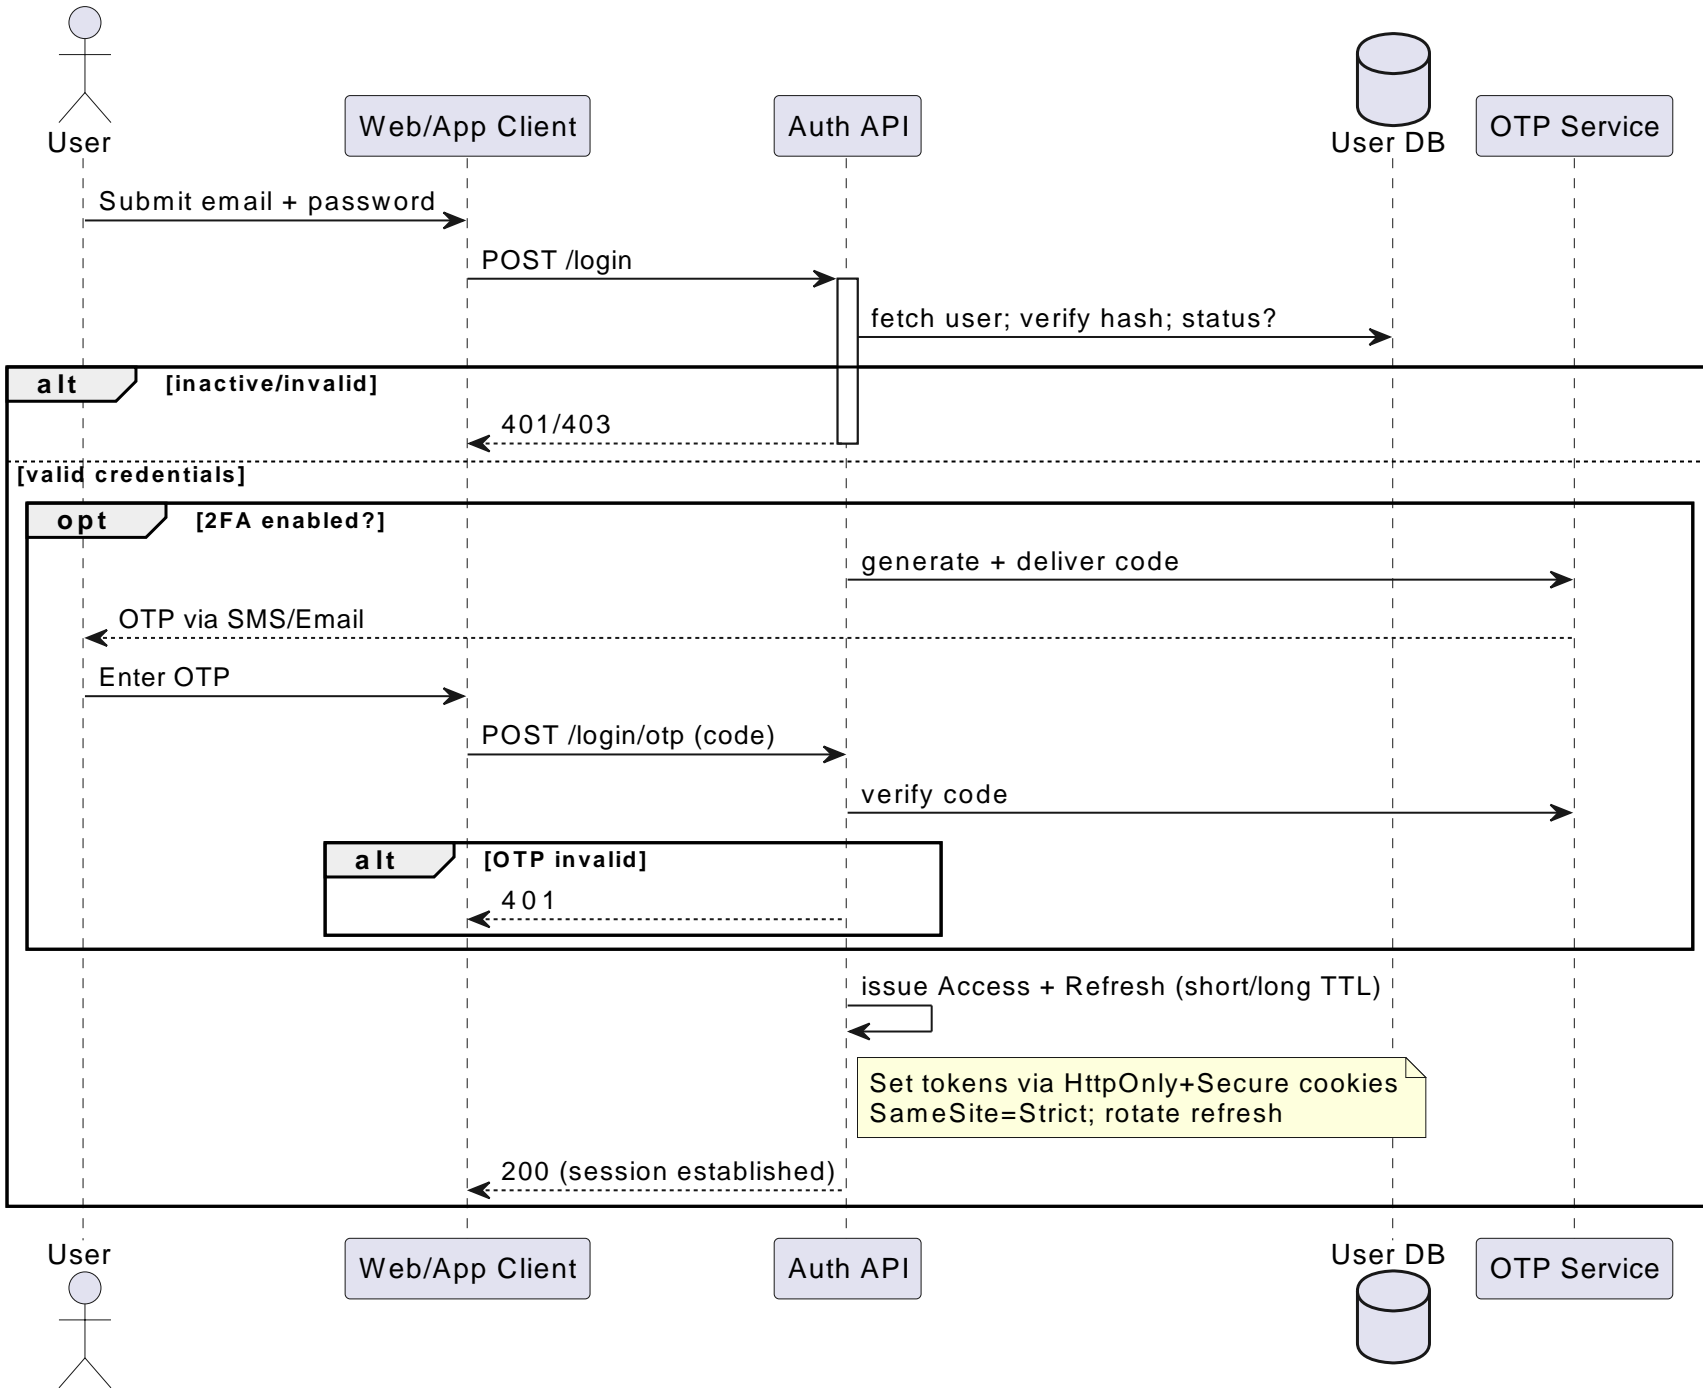 User
Web/App Client
Auth API
User DB
OTP Service
Submit email + password
POST /login
fetch user; verify hash; status?
alt
[inactive/invalid]
401/403
[valid credentials]
opt
[2FA enabled?]
generate + deliver code
OTP via SMS/Email
Enter OTP
POST /login/otp (code)
verify code
alt
[OTP invalid]
401
issue Access + Refresh (short/long TTL)
Set tokens via HttpOnly+Secure cookies
SameSite=Strict; rotate refresh
200 (session established)
User
Web/App Client
Auth API
User DB
OTP Service